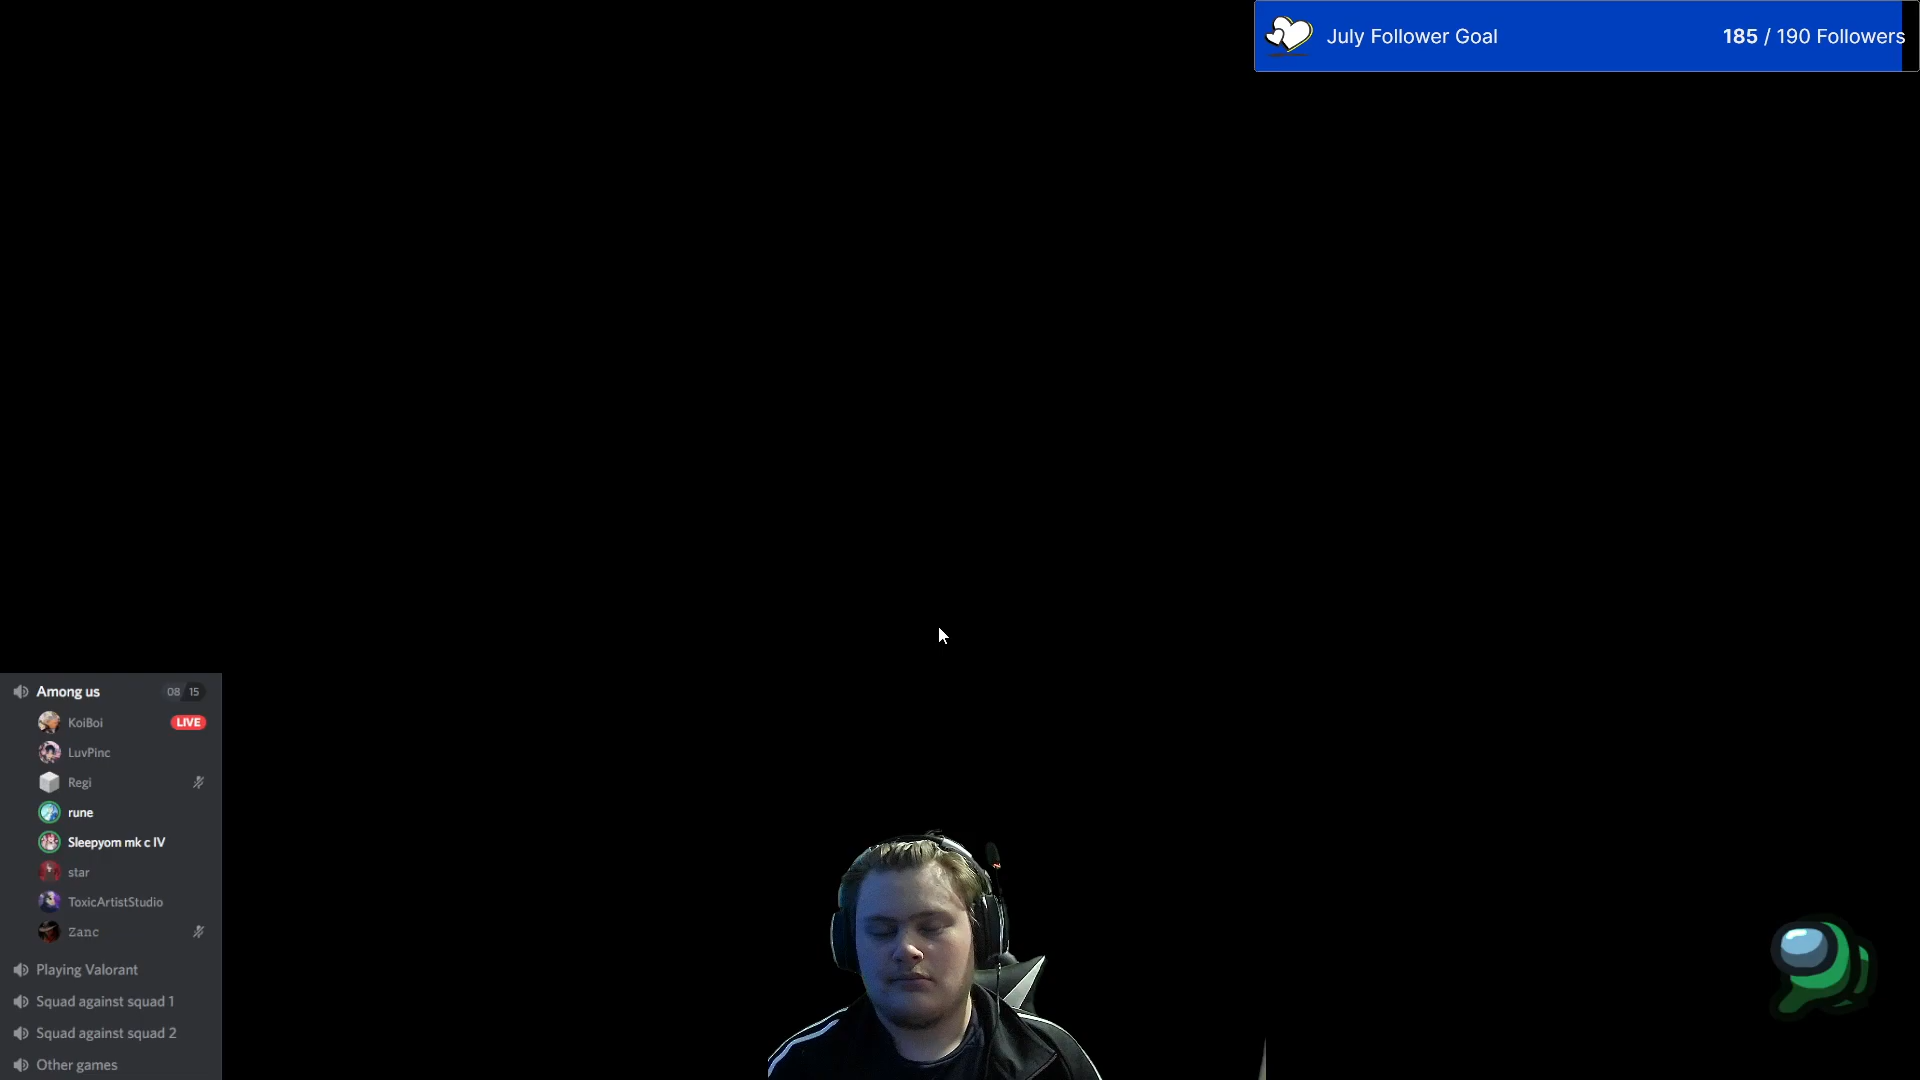 July Follower Goal 185 / 190 Followers
Among us 08 15
KoiBoi LIVE
LuvPinc
Regi
rune
Sleepyom mk c IV
star
ToxicArtistStudio
Zanc
Playing Valorant
Squad against squad 1
Squad against squad 2
Other games